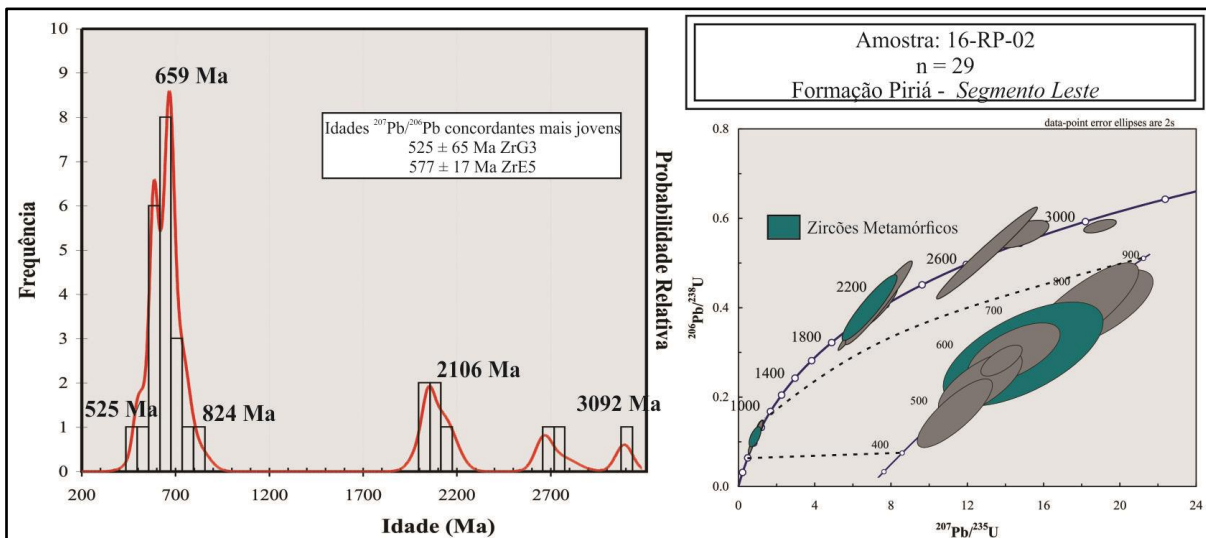 10
9
8
7
6
5
4
3
2
1
0
Frequência
659 Ma
525 Ma
824 Ma
2106 Ma
3092 Ma
Idades ²⁰⁷Pb/²⁰⁶Pb concordantes mais jovens
525 ± 65 Ma ZrG3
577 ± 17 Ma ZrE5
200 700 1200 1700 2200 2700
Idade (Ma)
Probabilidade Relativa
Amostra: 16-RP-02
n = 29
Formação Piriá - Segmento Leste
data-point error ellipses are 2s
0.8
0.6
0.4
0.2
0.0
²⁰⁶Pb/²³⁸U
Zircões Metamórficos
3000
2600
2200
1800
1400
1000
900
800
700
600
500
400
0 4 8 12 16 20 24
²⁰⁷Pb/²³⁵U